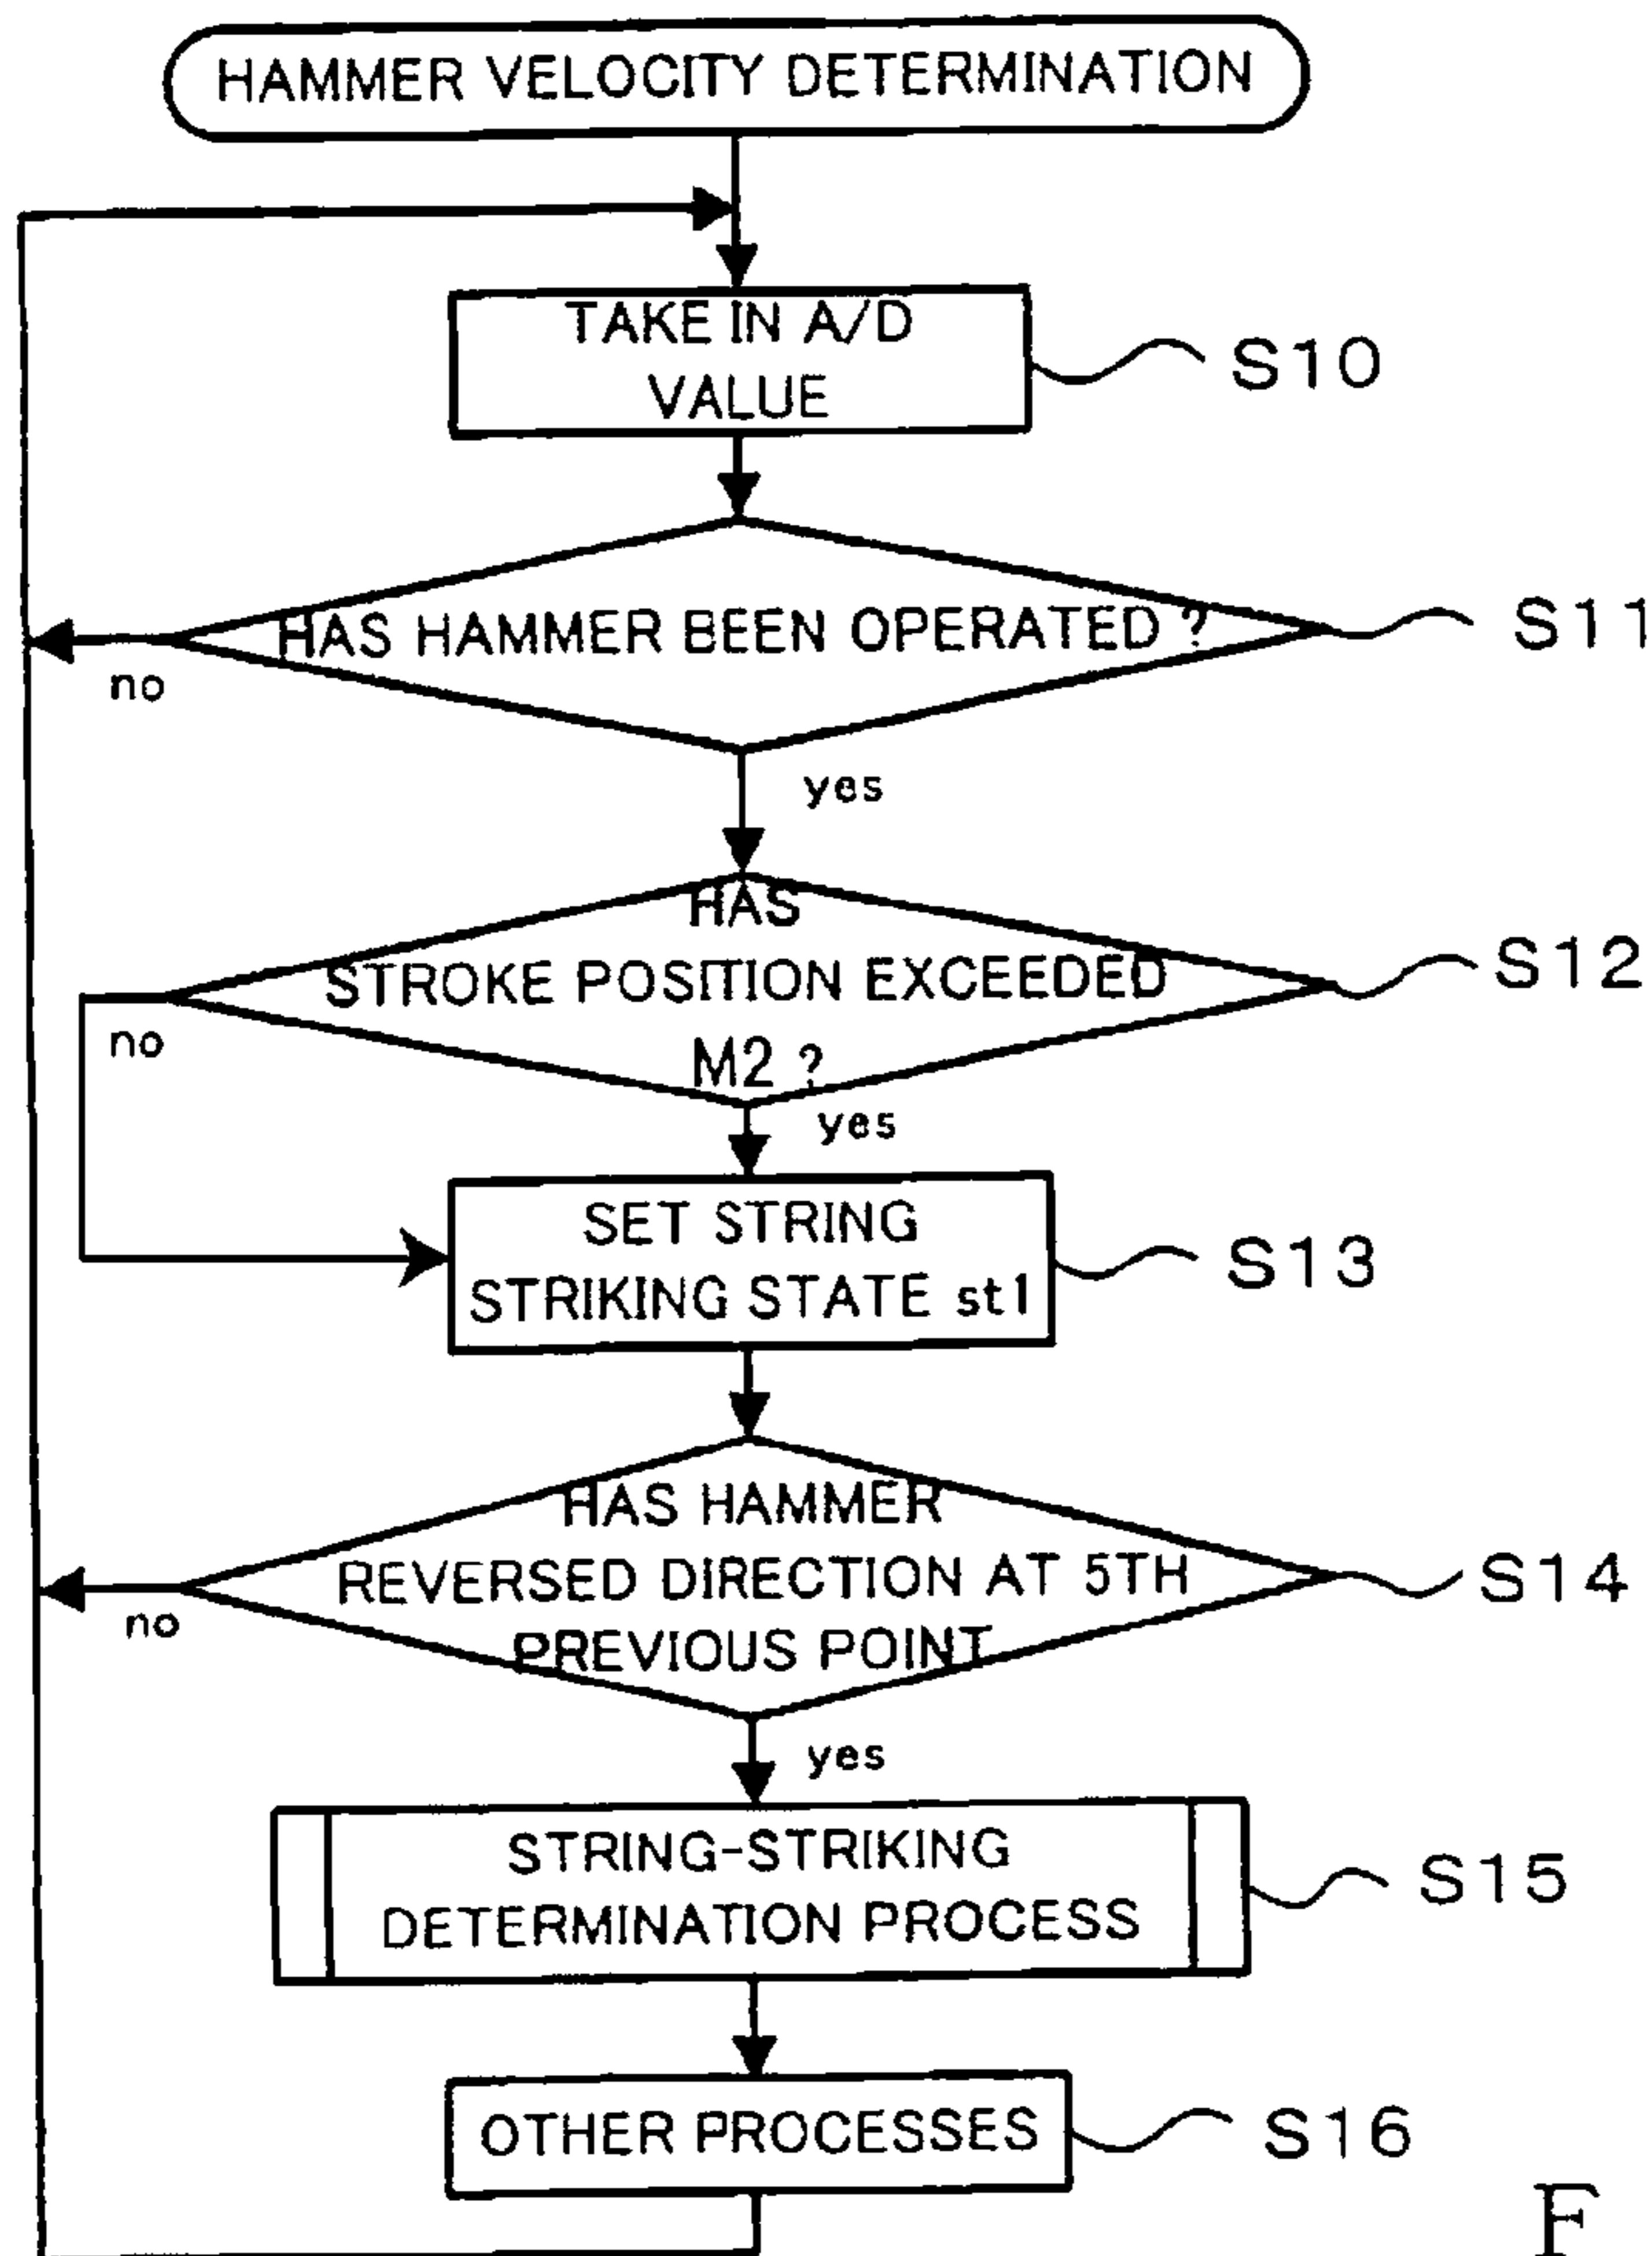 HAMMER VELOCITY DETERMINATION
TAKE IN A/D
VALUE
S10
HAS HAMMER BEEN OPERATED ?
S11
no
yes
HAS
STROKE POSITION EXCEEDED
M2 ?
S12
no
yes
SET STRING
STRIKING STATE st1
S13
HAS HAMMER
REVERSED DIRECTION AT 5TH
PREVIOUS POINT
S14
no
yes
STRING-STRIKING
DETERMINATION PROCESS
S15
OTHER PROCESSES
S16
F